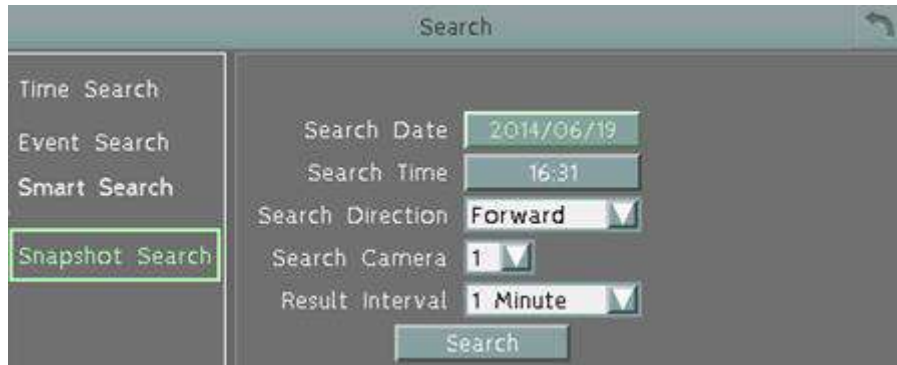 Search
Time Search
Event Search
Smart Search
Snapshot Search
Search Date 2014/06/19
Search Time 16:31
Search Direction Forward
Search Camera 1
Result Interval 1 Minute
Search